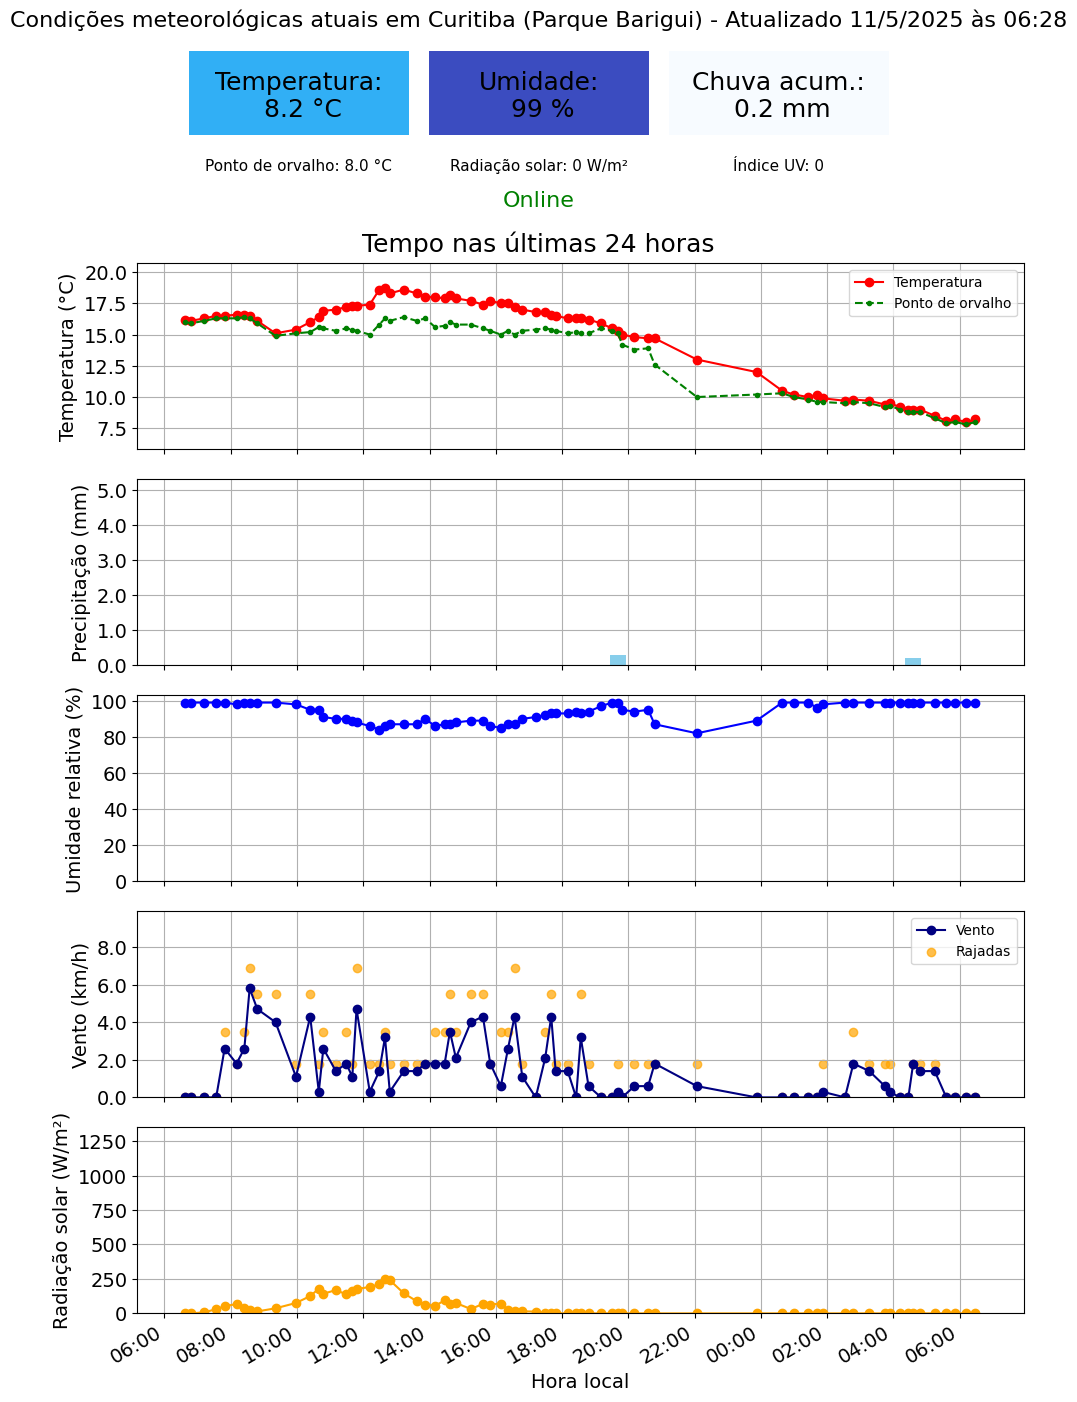 Condições meteorológicas atuais em Curitiba (Parque Barigui) - Atualizado 11/5/2025 às 06:28
Temperatura:
8.2 °C
Umidade:
99 %
Chuva acum.:
0.2 mm
Ponto de orvalho: 8.0 °C
Radiação solar: 0 W/m²
Índice UV: 0
Online
Tempo nas últimas 24 horas
Temperatura (°C)
20.0
17.5
15.0
12.5
10.0
7.5
Temperatura
Ponto de orvalho
Precipitação (mm)
5.0
4.0
3.0
2.0
1.0
0.0
Umidade relativa (%)
100
80
60
40
20
0
Vento (km/h)
8.0
6.0
4.0
2.0
0.0
Vento
Rajadas
Radiação solar (W/m²)
1250
1000
750
500
250
0
06:00
08:00
10:00
12:00
14:00
16:00
18:00
20:00
22:00
00:00
02:00
04:00
06:00
Hora local